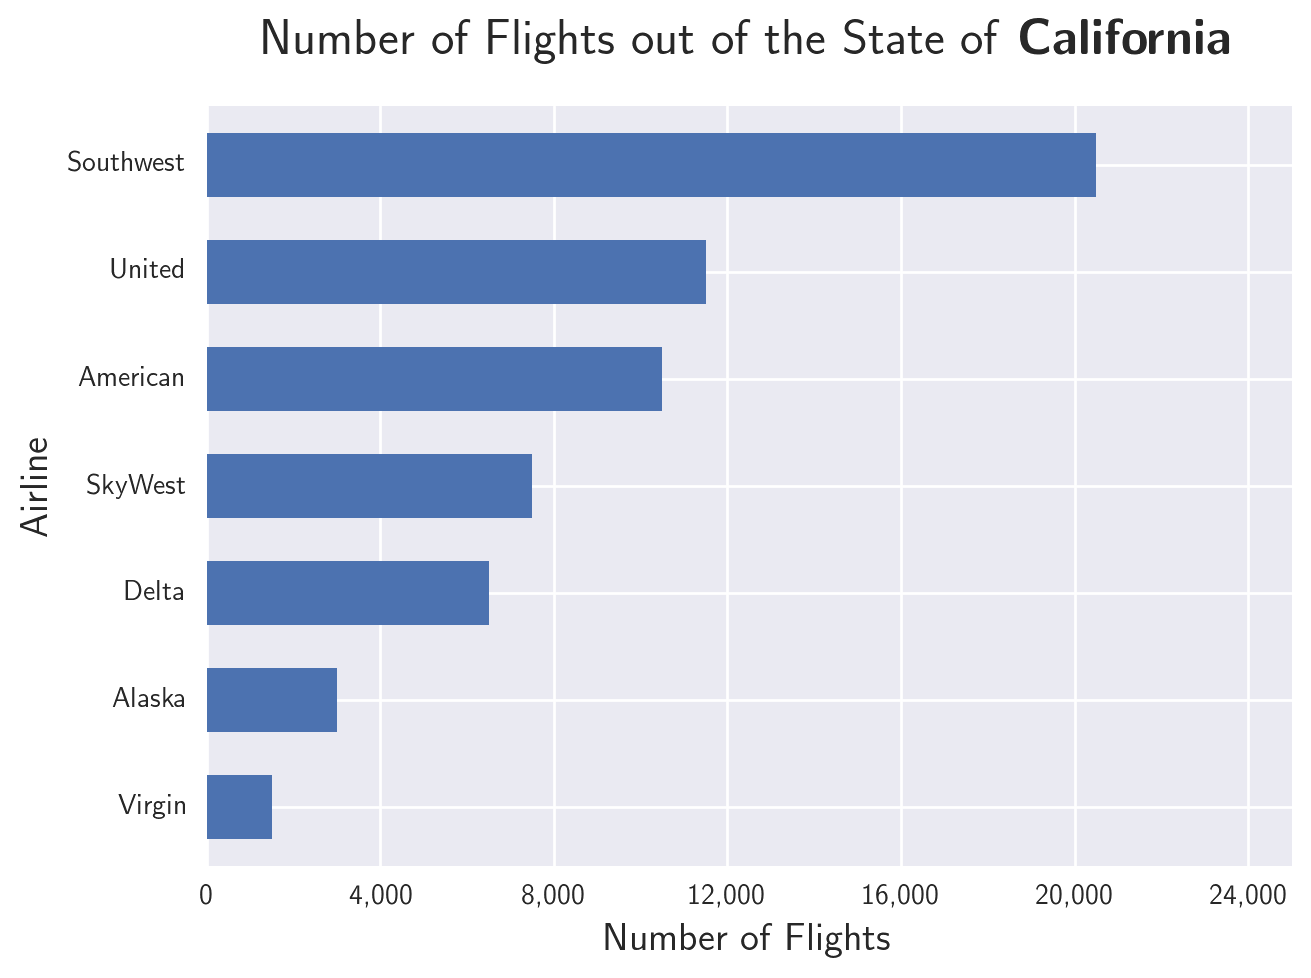 Number of Flights out of the State of California
Southwest
United
American
SkyWest
Delta
Alaska
Virgin
Airline
0 4,000 8,000 12,000 16,000 20,000 24,000
Number of Flights